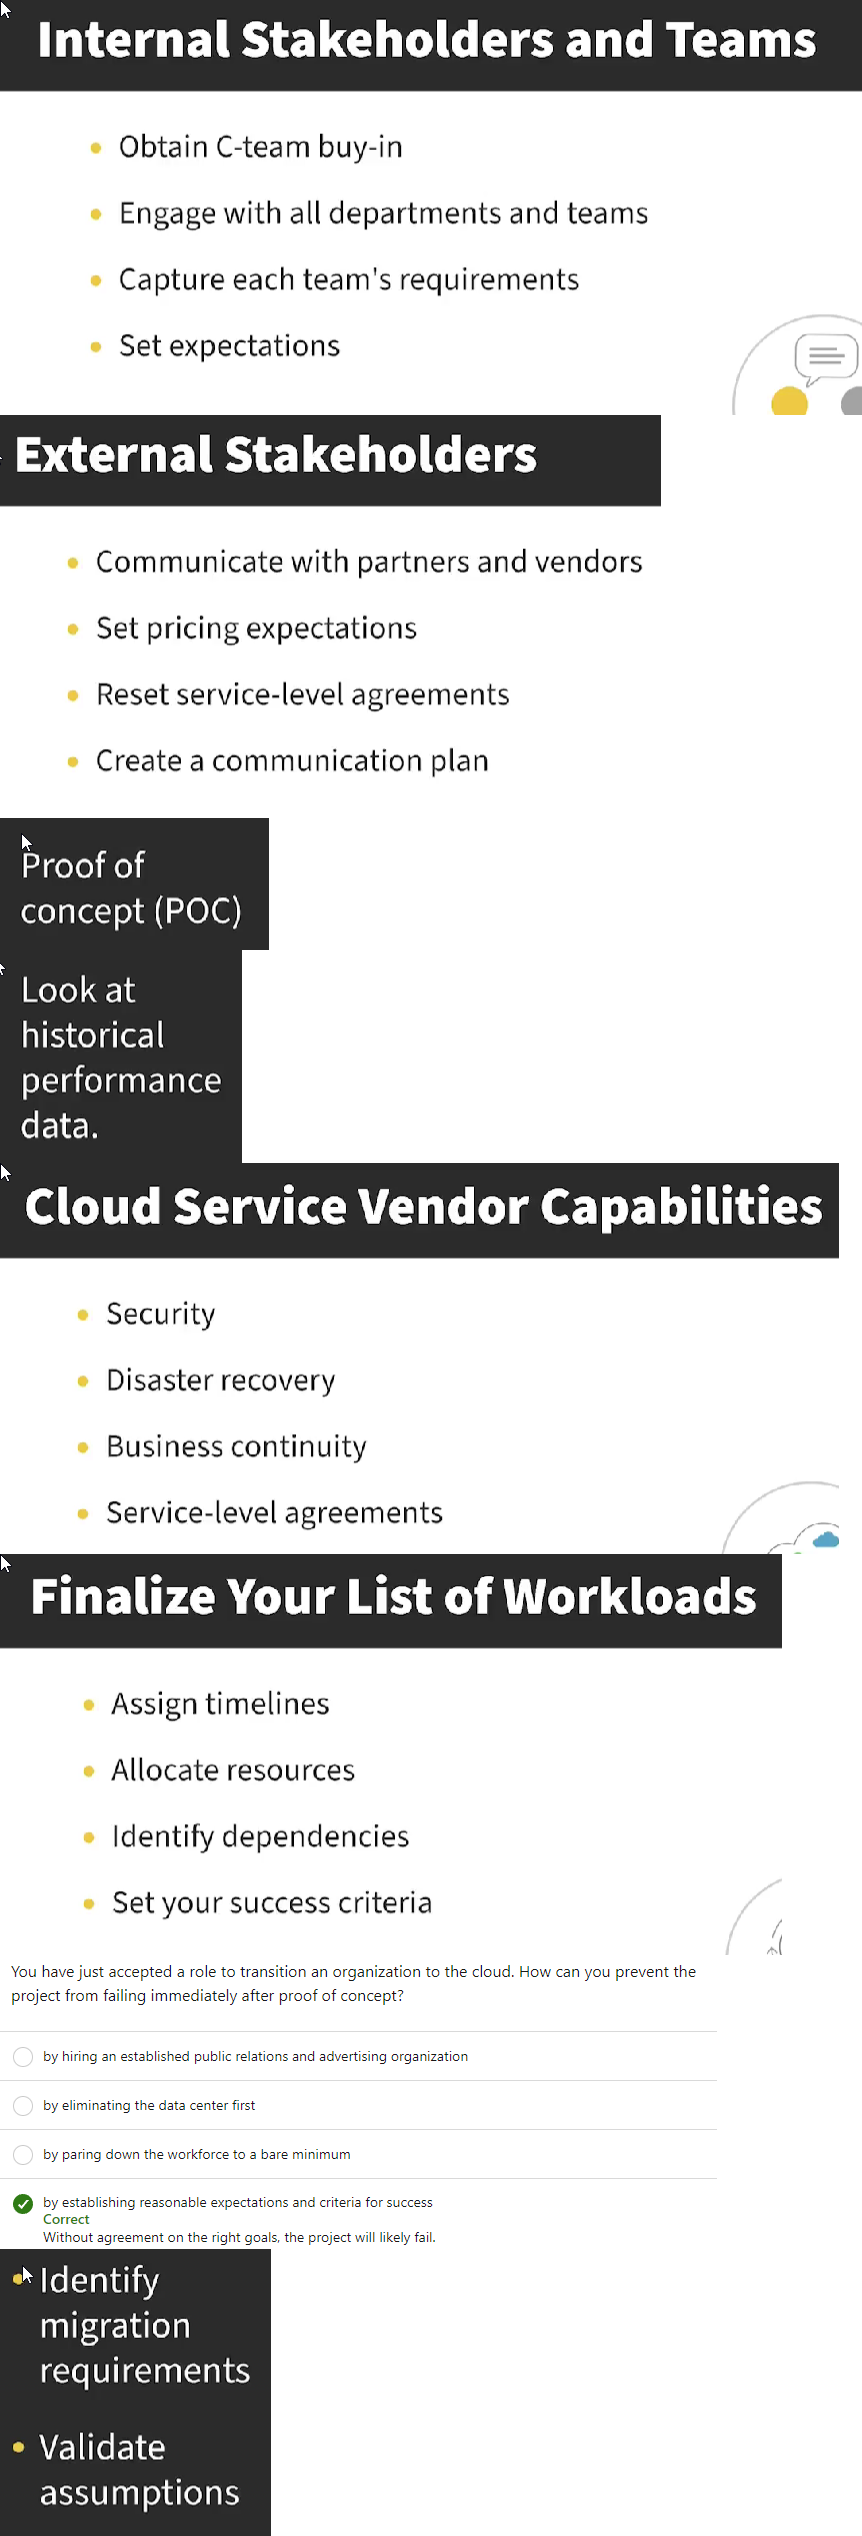 Internal Stakeholders and Teams
Obtain C-team buy-in
Engage with all departments and teams
Capture each team's requirements
Set expectations
External Stakeholders
Communicate with partners and vendors
Set pricing expectations
Reset service-level agreements
Create a communication plan
Proof of
concept (POC)
Look at
historical
performance
data.
Cloud Service Vendor Capabilities
Security
Disaster recovery
Business continuity
Service-level agreements
Finalize Your List of Workloads
Assign timelines
Allocate resources
Identify dependencies
Set your success criteria
You have just accepted a role to transition an organization to the cloud. How can you prevent the
project from failing immediately after proof of concept?
by hiring an established public relations and advertising organization
by eliminating the data center first
by paring down the workforce to a bare minimum
by establishing reasonable expectations and criteria for success
Correct
Without agreement on the right goals, the project will likely fail.
Identify
migration
requirements
Validate
assumptions